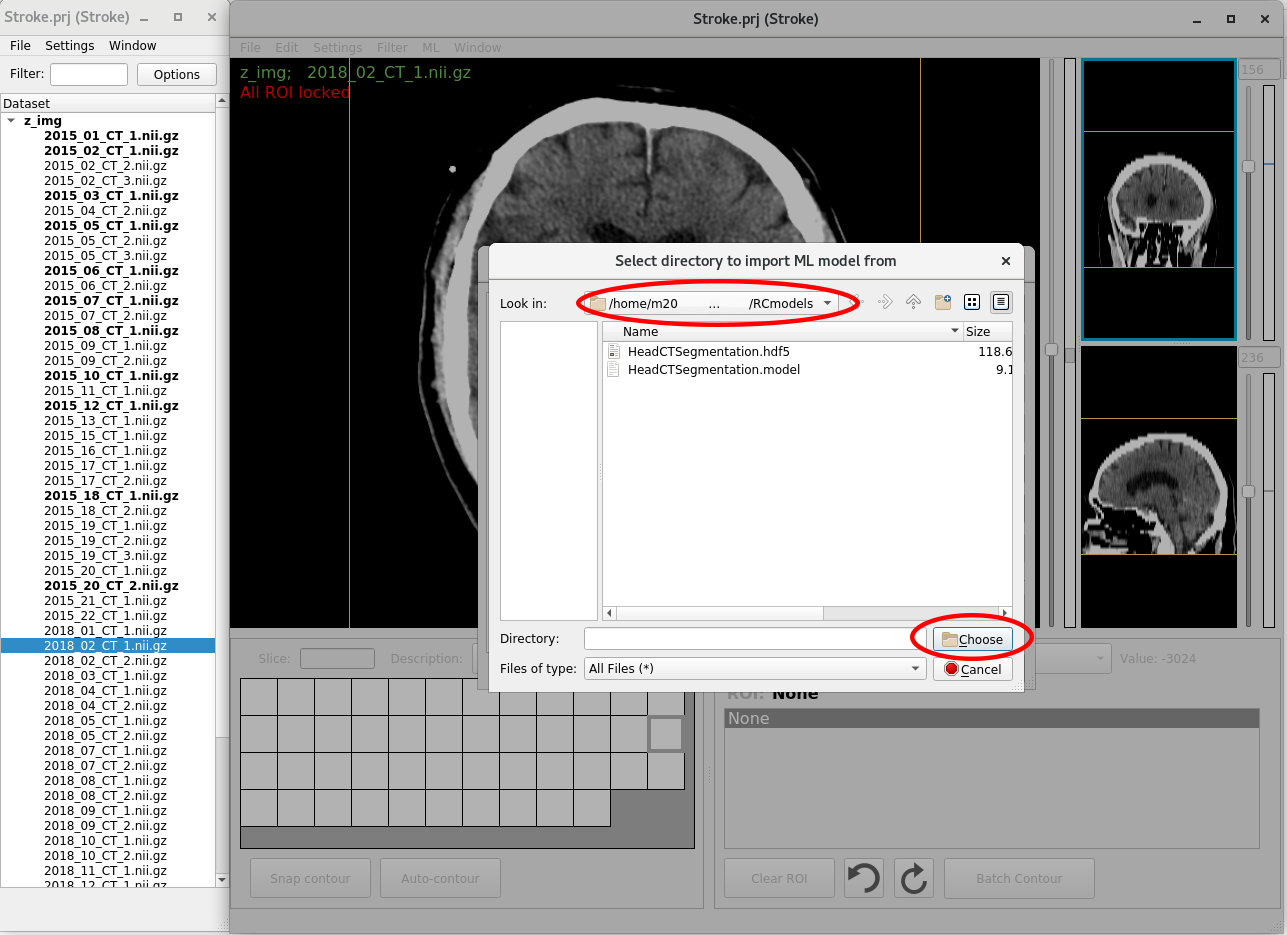 Stroke.prj (Stroke)
File Settings Window
Filter: Options
Dataset
z_img
2015_01_CT_1.nii.gz
2015_02_CT_1.nii.gz
2015_02_CT_2.nii.gz
2015_02_CT_3.nii.gz
2015_03_CT_1.nii.gz
2015_04_CT_2.nii.gz
2015_05_CT_1.nii.gz
2015_05_CT_2.nii.gz
2015_05_CT_3.nii.gz
2015_06_CT_1.nii.gz
2015_06_CT_2.nii.gz
2015_07_CT_1.nii.gz
2015_07_CT_2.nii.gz
2015_08_CT_1.nii.gz
2015_09_CT_1.nii.gz
2015_09_CT_2.nii.gz
2015_10_CT_1.nii.gz
2015_11_CT_1.nii.gz
2015_12_CT_1.nii.gz
2015_13_CT_1.nii.gz
2015_15_CT_1.nii.gz
2015_16_CT_1.nii.gz
2015_17_CT_1.nii.gz
2015_17_CT_2.nii.gz
2015_18_CT_1.nii.gz
2015_18_CT_2.nii.gz
2015_19_CT_1.nii.gz
2015_19_CT_2.nii.gz
2015_19_CT_3.nii.gz
2015_20_CT_1.nii.gz
2015_20_CT_2.nii.gz
2015_21_CT_1.nii.gz
2015_22_CT_1.nii.gz
2018_01_CT_1.nii.gz
2018_02_CT_1.nii.gz
2018_02_CT_2.nii.gz
2018_03_CT_1.nii.gz
2018_04_CT_1.nii.gz
2018_04_CT_2.nii.gz
2018_05_CT_1.nii.gz
2018_05_CT_2.nii.gz
2018_07_CT_1.nii.gz
2018_07_CT_2.nii.gz
2018_08_CT_1.nii.gz
2018_08_CT_2.nii.gz
2018_09_CT_1.nii.gz
2018_09_CT_2.nii.gz
2018_10_CT_1.nii.gz
2018_10_CT_2.nii.gz
2018_11_CT_1.nii.gz
2018_12_CT_1.nii.gz
Stroke.prj (Stroke)
File Edit Settings Filter ML Window
z_img; 2018_02_CT_1.nii.gz
All ROI locked
156
236
Select directory to import ML model from
Look in: /home/m20 ... /RCmodels
Name Size
HeadCTSegmentation.hdf5 118.6
HeadCTSegmentation.model 9.1
Directory: Choose
Files of type: All Files (*) Cancel
Slice: Description: Value: -3024
ROI: None
None
Snap contour Auto-contour Clear ROI Batch Contour